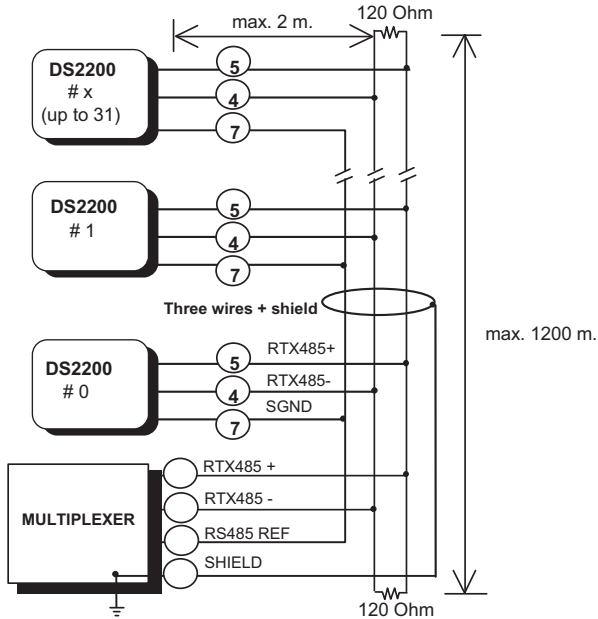 120 Ohm
max. 2 m.
DS2200
# x
(up to 31)
5
4
7
DS2200
# 1
5
4
7
Three wires + shield
max. 1200 m.
DS2200
# 0
5
4
7
RTX485+
RTX485-
SGND
MULTIPLEXER
RTX485 +
RTX485 -
RS485 REF
SHIELD
120 Ohm